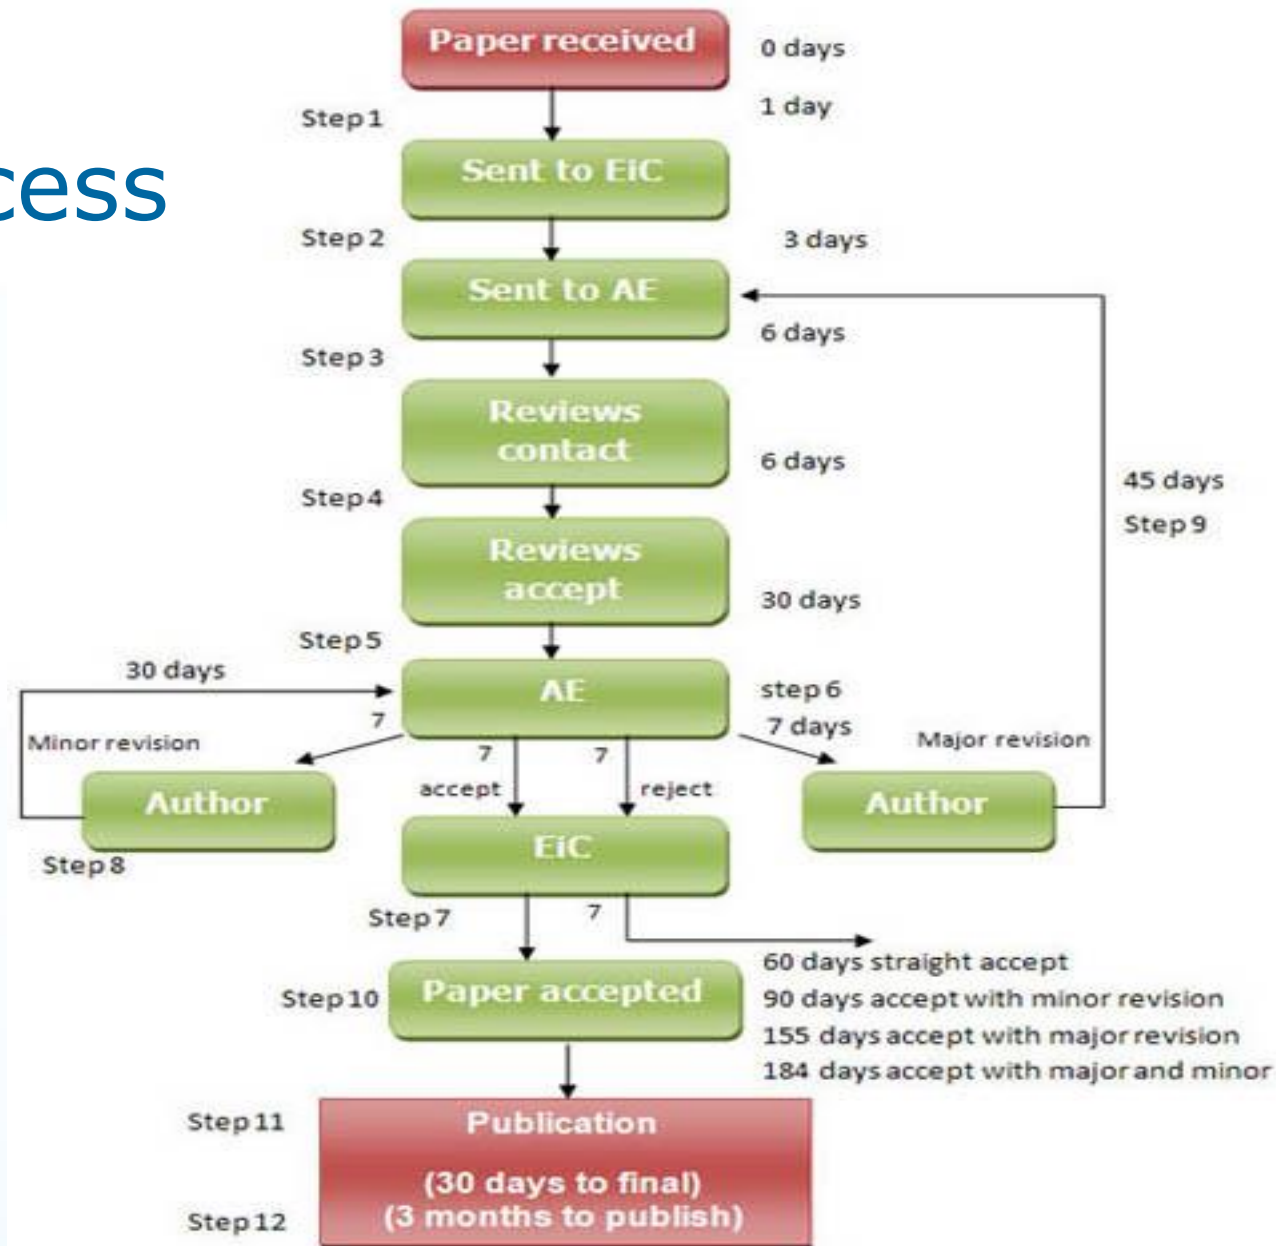 Paper received
0 days
1 day
Step 1
cess
Sent to EiC
Step 2
3 days
Sent to AE
6 days
Step 3
Reviews
contact
6 days
45 days
Step 4
Step 9
Reviews
accept
30 days
Step 5
30 days
AE
step 6
7
7 days
Minor revision
7
7
Major revision
accept
reject
Author
Author
EiC
Step 8
Step 7
7
60 days straight accept
Step 10
Paper accepted
90 days accept with minor revision
155 days accept with major revision
184 days accept with major and minor
Step 11
Publication
(30 days to final)
(3 months to publish)
Step 12